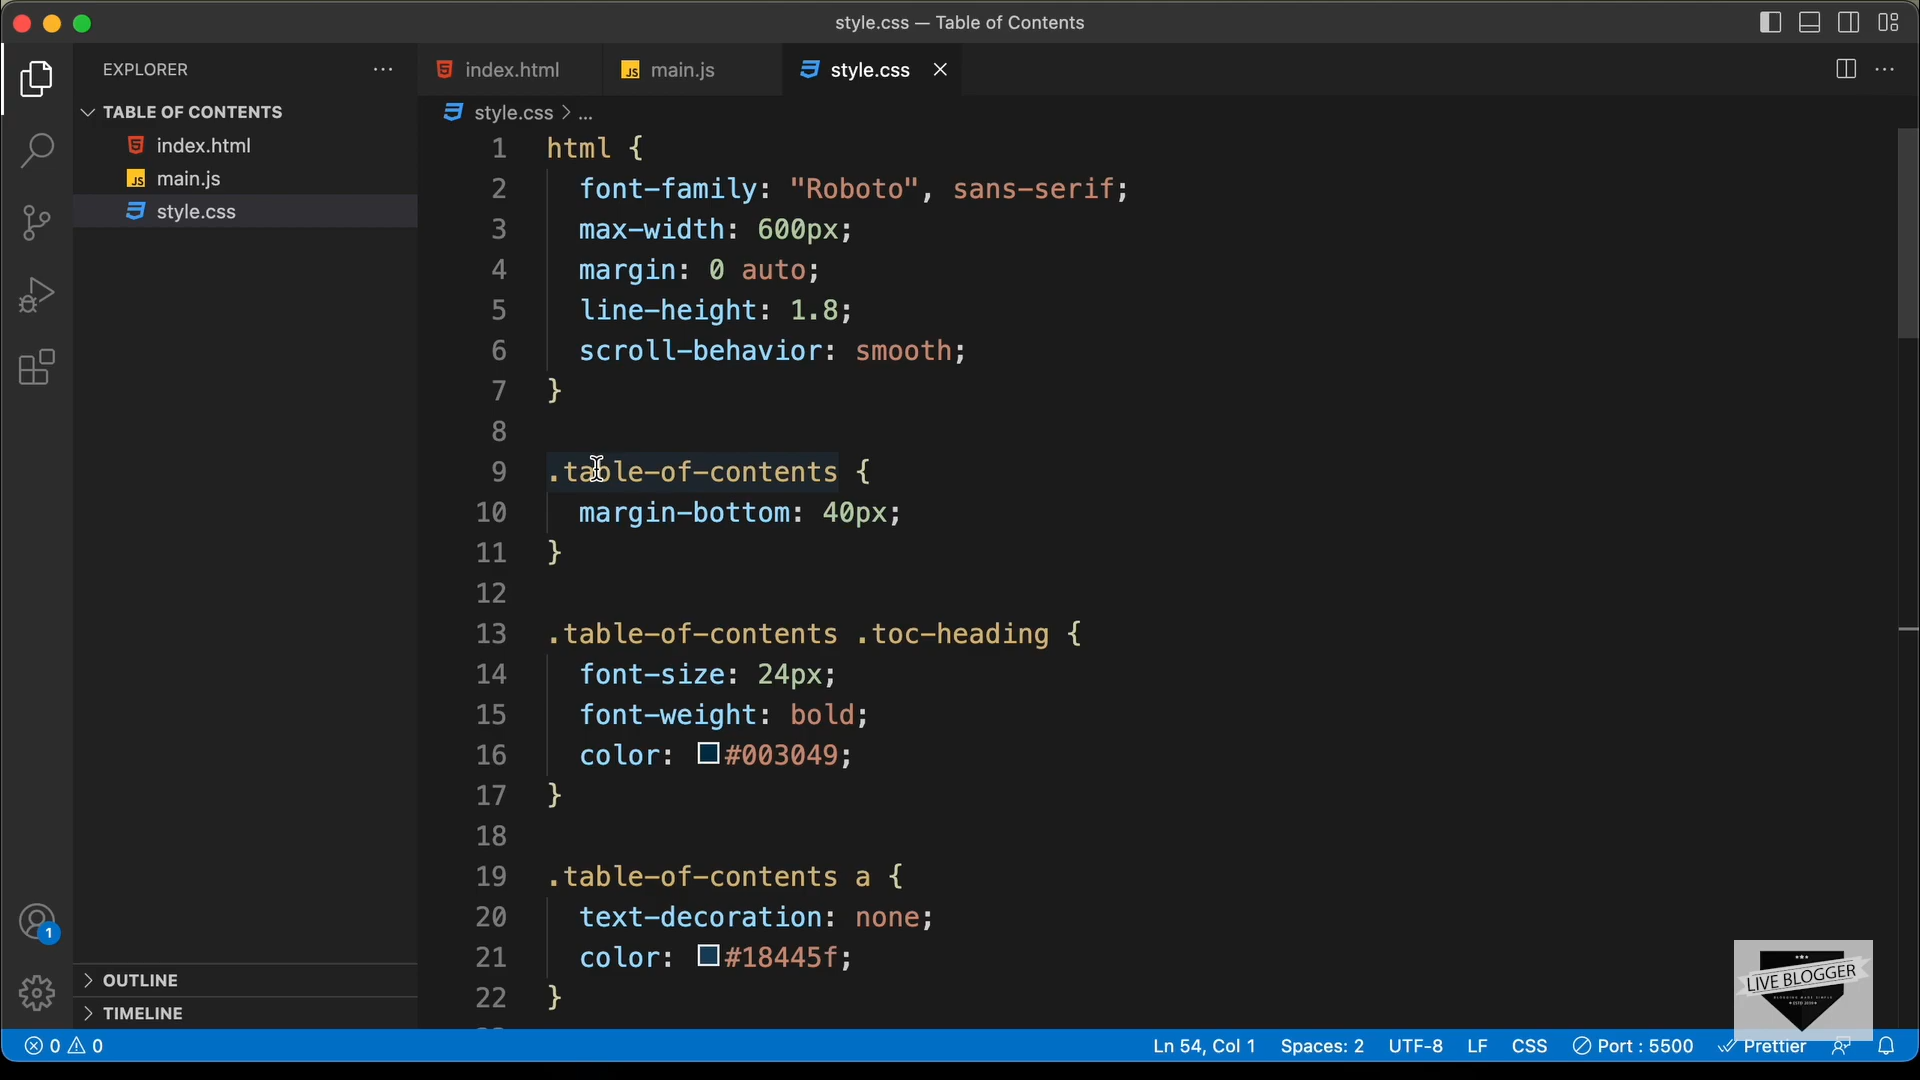 style.css — Table of Contents
EXPLORER
TABLE OF CONTENTS
index.html
main.js
style.css
OUTLINE
TIMELINE
index.html
main.js
style.css
style.css > ...
1 html {
2 font-family: "Roboto", sans-serif;
3 max-width: 600px;
4 margin: 0 auto;
5 line-height: 1.8;
6 scroll-behavior: smooth;
7 }
8
9 .table-of-contents {
10 margin-bottom: 40px;
11 }
12
13 .table-of-contents .toc-heading {
14 font-size: 24px;
15 font-weight: bold;
16 color: #003049;
17 }
18
19 .table-of-contents a {
20 text-decoration: none;
21 color: #18445f;
22 }
1
LIVE BLOGGER
0 0
Ln 54, Col 1 Spaces: 2 UTF-8 LF CSS Port : 5500 Prettier